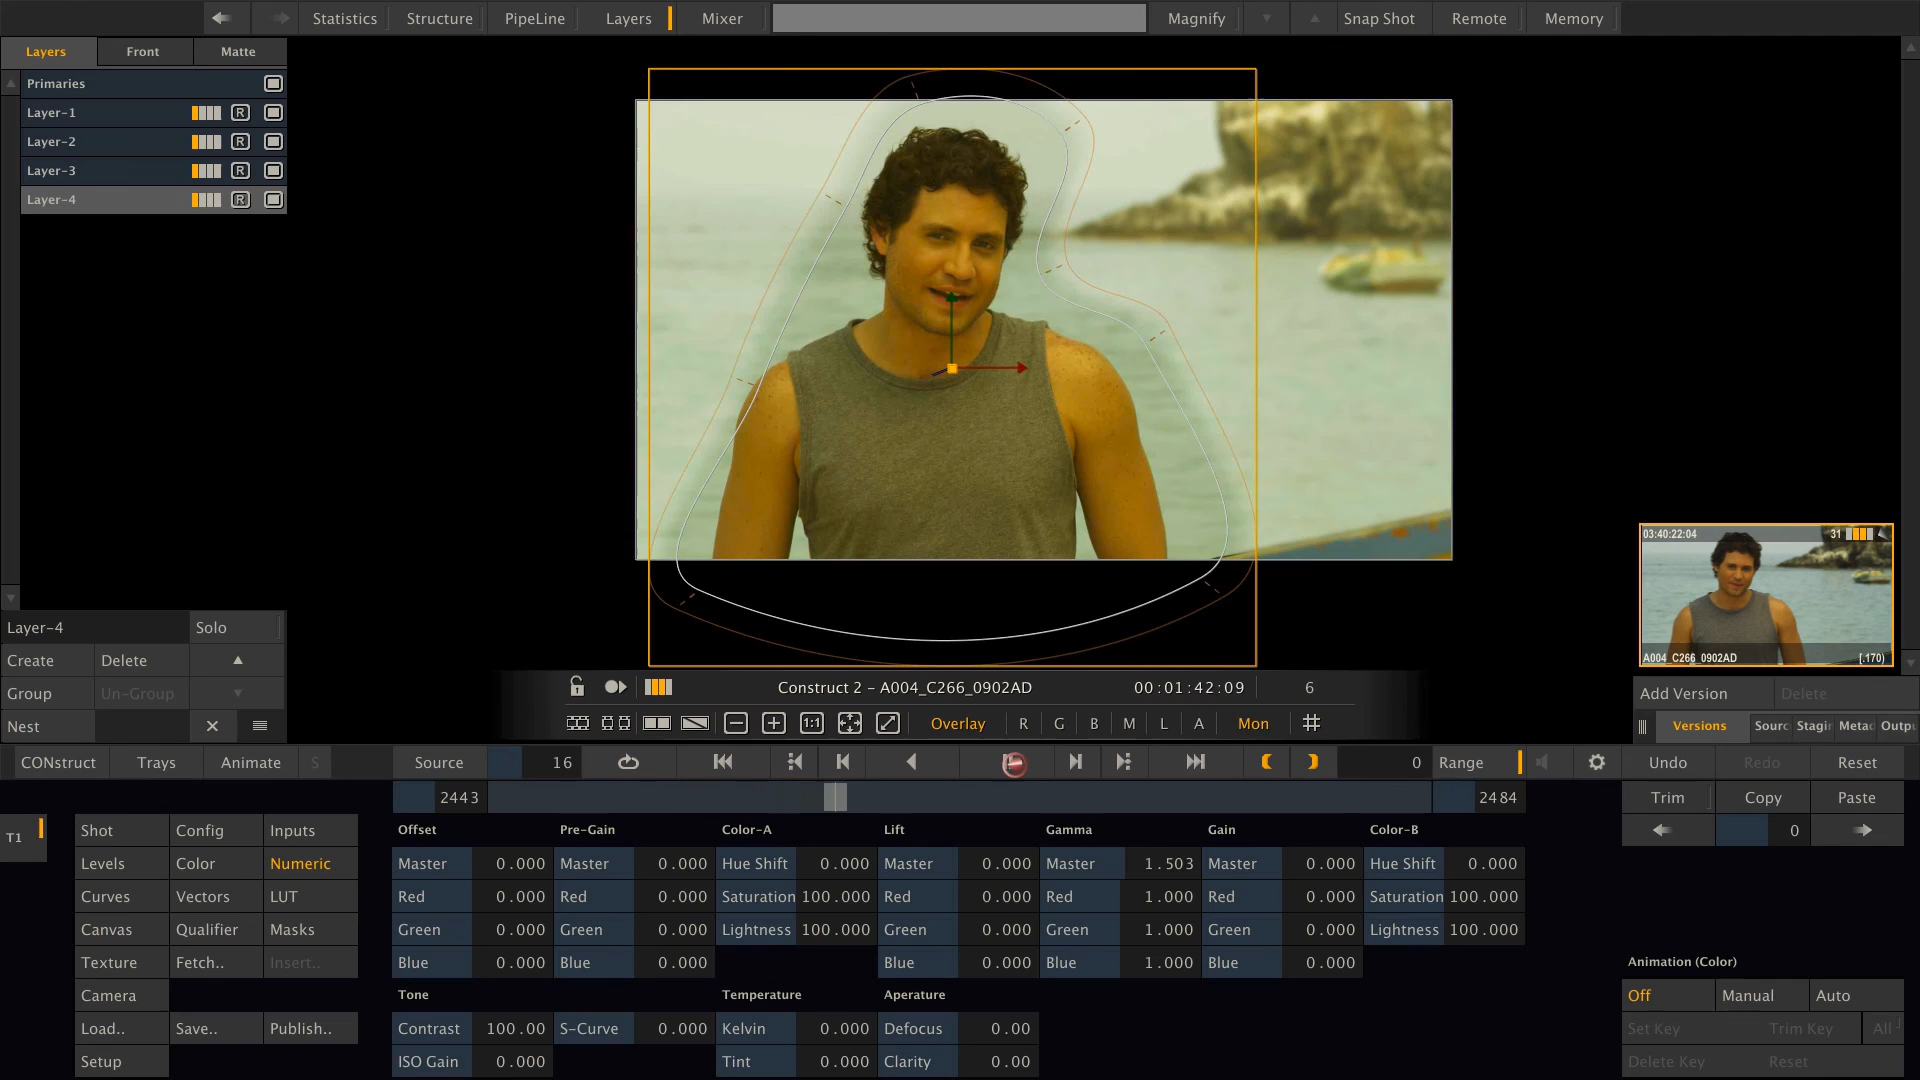 Statistics Structure PipeLine Layers Mixer Magnify Snap Shot Remote Memory
Layers Front Matte
Primaries
Layer-1 R
Layer-2 R
Layer-3 R
Layer-4 R
03:40:22:04 31
A004_C266_0902AD [.170]
Layer-4 Solo
Create Delete
Group Un-Group
Nest
Construct 2 - A004_C266_0902AD 00:01:42:09 6
1:1 Overlay R G B M L A Mon
Add Version Delete
Versions Sourc Stagin Metad Outpu
CONstruct Trays Animate S Source 16 0 Range Undo Redo Reset
2443 2484 Trim Copy Paste
0
T1
Shot Config Inputs
Levels Color Numeric
Curves Vectors LUT
Canvas Qualifier Masks
Texture Fetch.. Insert..
Camera
Load.. Save.. Publish..
Setup
Offset Pre-Gain Color-A Lift Gamma Gain Color-B
Master 0.000 Master 0.000 Hue Shift 0.000 Master 0.000 Master 1.503 Master 0.000 Hue Shift 0.000
Red 0.000 Red 0.000 Saturation 100.000 Red 0.000 Red 1.000 Red 0.000 Saturation 100.000
Green 0.000 Green 0.000 Lightness 100.000 Green 0.000 Green 1.000 Green 0.000 Lightness 100.000
Blue 0.000 Blue 0.000 Blue 0.000 Blue 1.000 Blue 0.000
Tone Temperature Aperature
Contrast 100.00 S-Curve 0.000 Kelvin 0.000 Defocus 0.00
ISO Gain 0.000 Tint 0.000 Clarity 0.00
Animation (Color)
Off Manual Auto
Set Key Trim Key All
Delete Key Reset